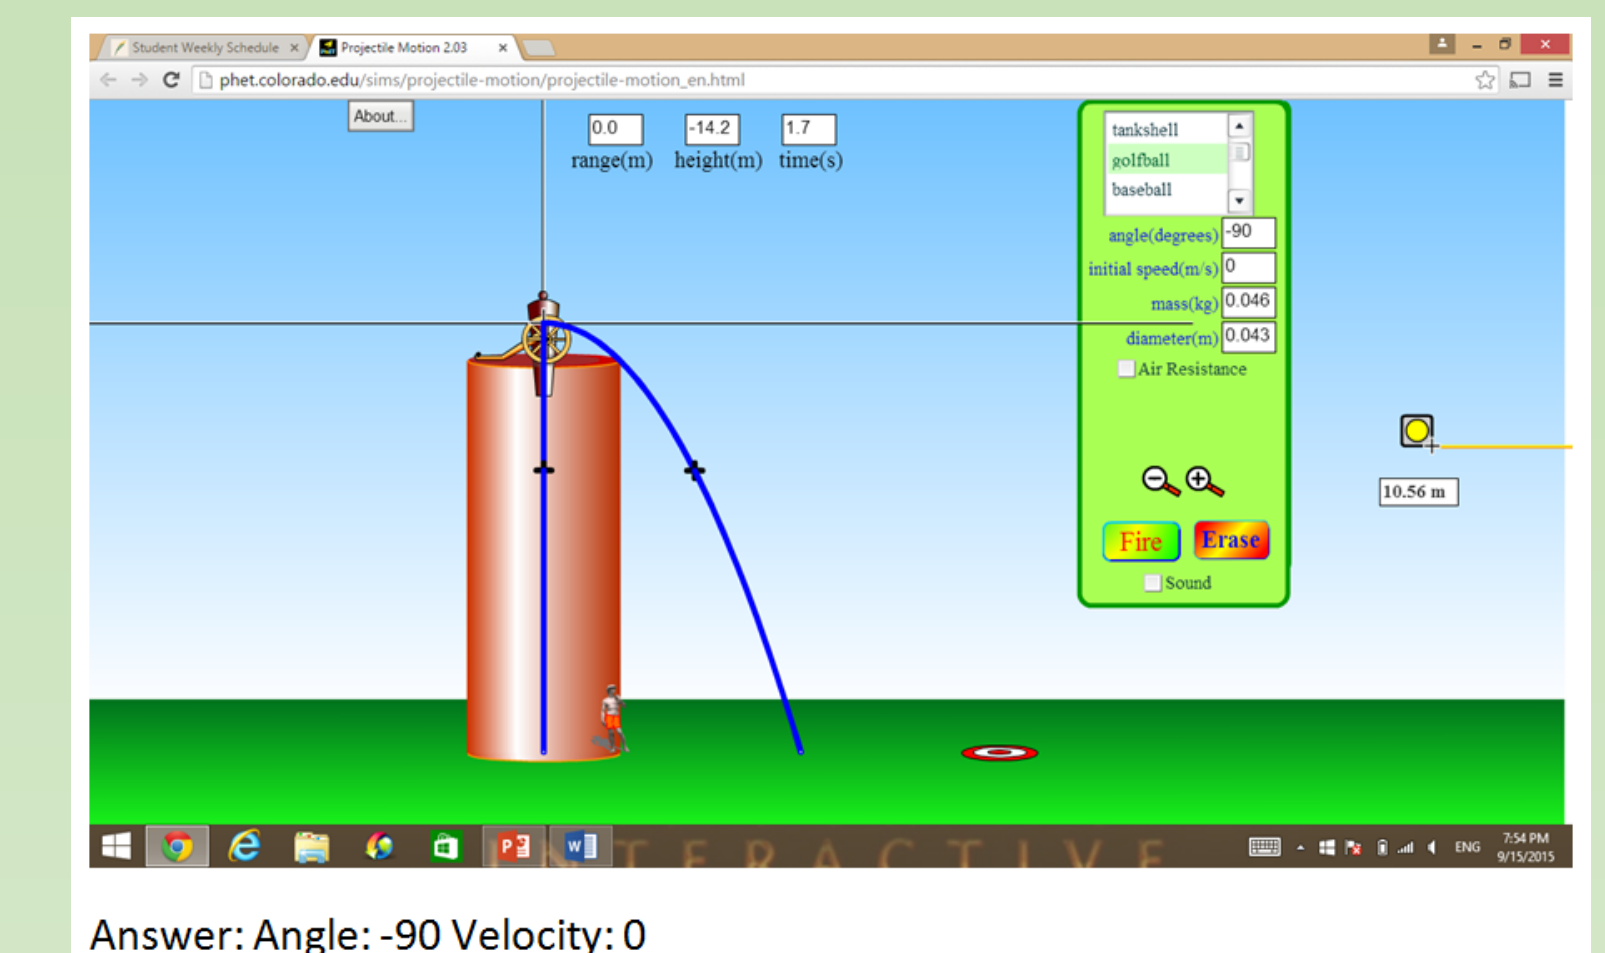 Student Weekly Schedule
Projectile Motion 2.03
phet.colorado.edu/sims/projectile-motion/projectile-motion_en.html
About...
0.0 -14.2 1.7
range(m) height(m) time(s)
tankshell
golfball
baseball
angle(degrees) -90
initial speed(m/s) 0
mass(kg) 0.046
diameter(m) 0.043
Air Resistance
10.56 m
Fire Erase
Sound
INTERACTIVE
ENG
7:54 PM
9/15/2015
Answer: Angle: -90 Velocity: 0